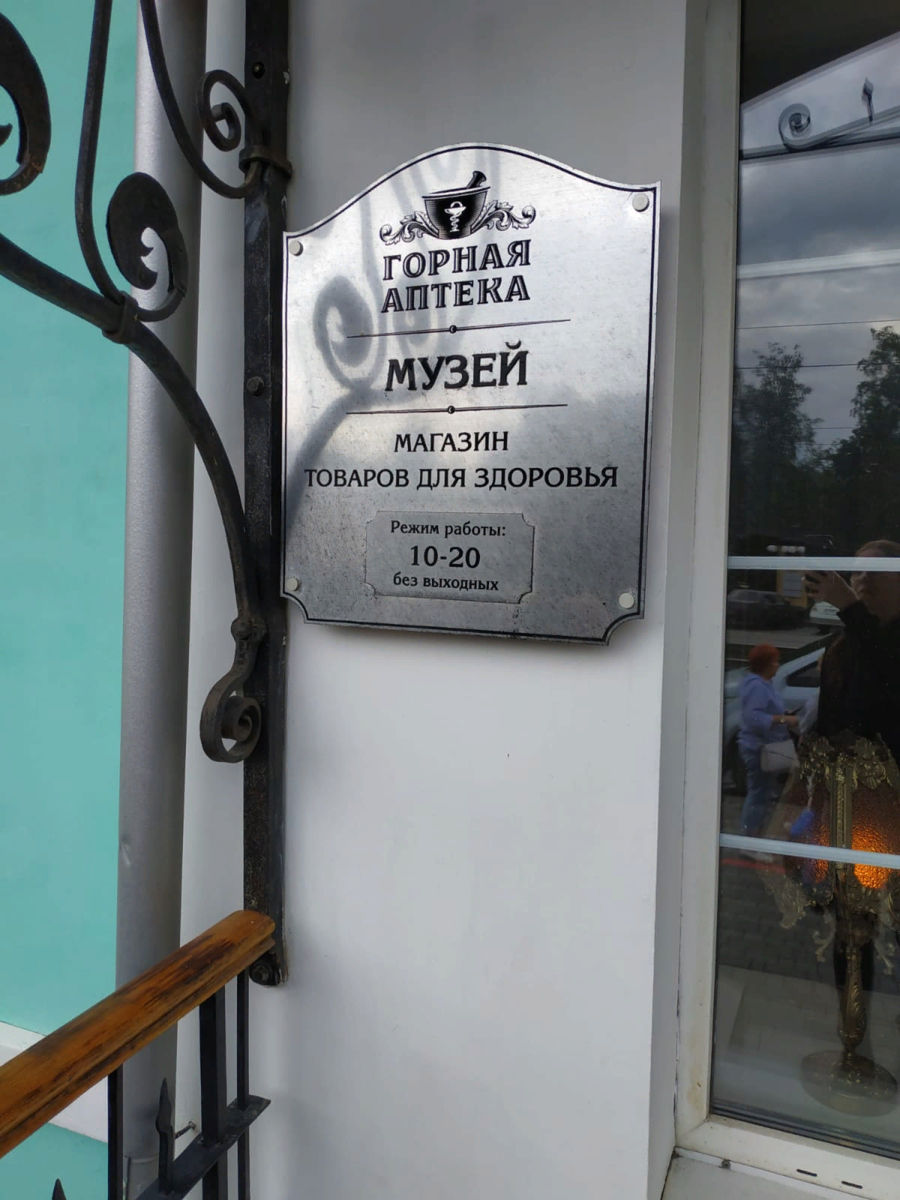 ГОРНАЯ
АПТЕКА
МУЗЕЙ
МАГАЗИН
ТОВАРОВ ДЛЯ ЗДОРОВЬЯ
Режим работы:
10-20
без выходных